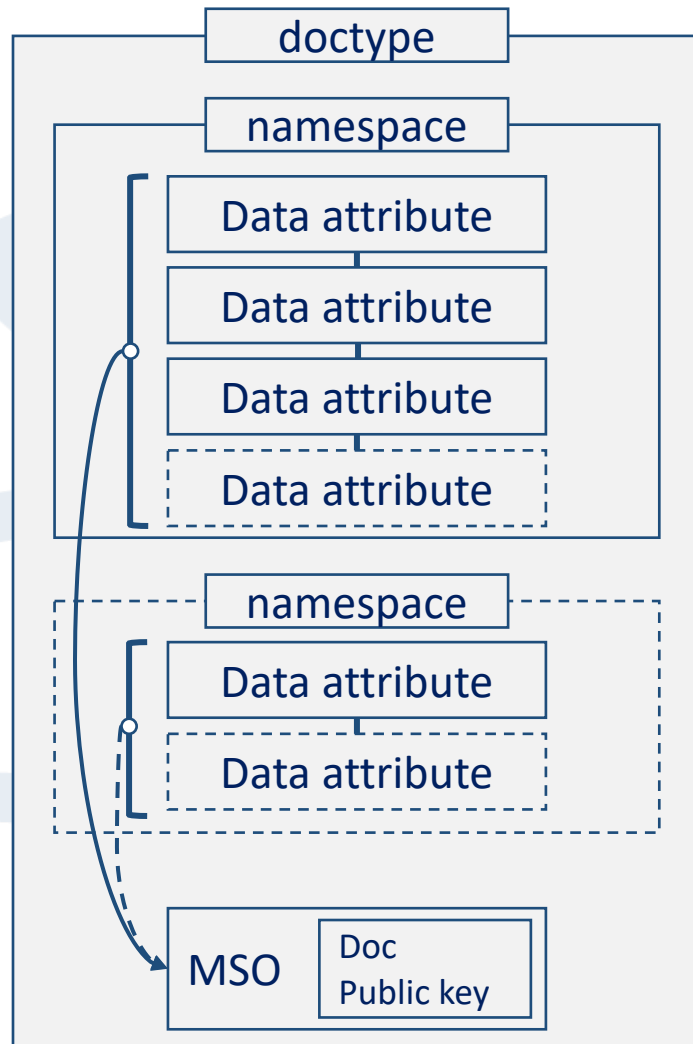 doctype
namespace
Data attribute
Data attribute
Data attribute
Data attribute
namespace
Data attribute
Data attribute
MSO
Doc
Public key